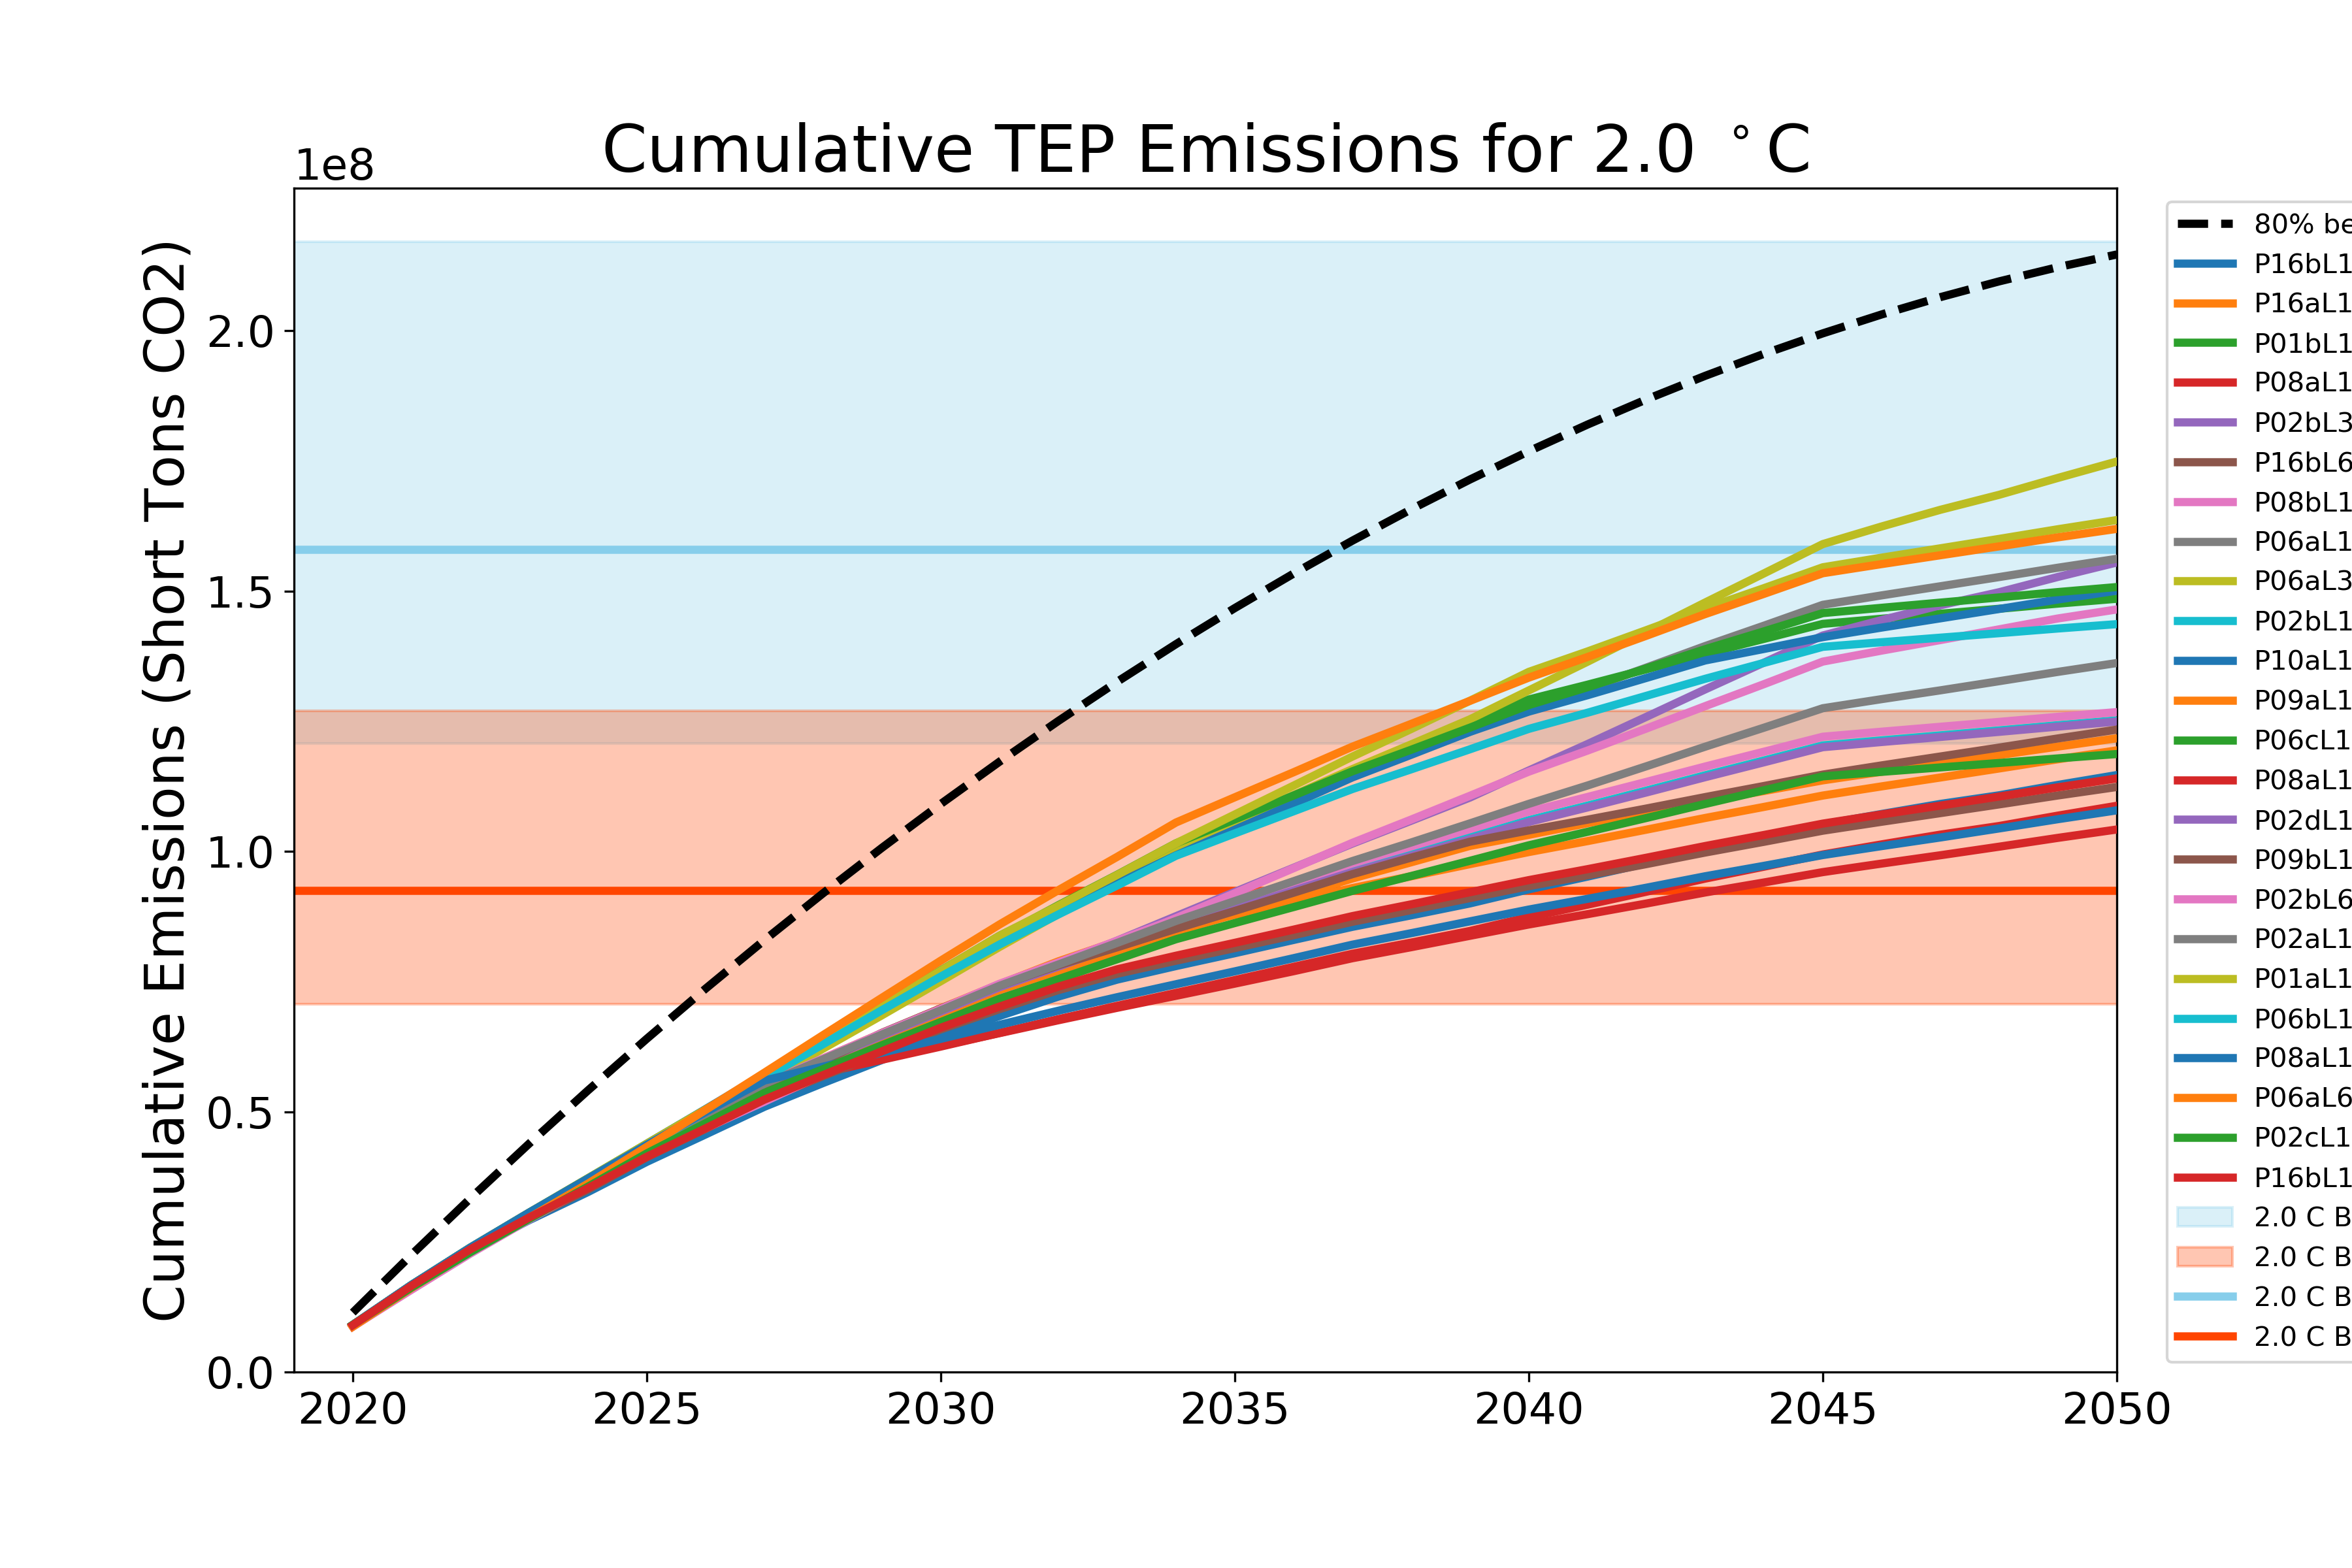 Cumulative TEP Emissions for 2.0 °C
1e8
Cumulative Emissions (Short Tons CO2)
2.0
1.5
1.0
0.5
0.0
2020 2025 2030 2035 2040 2045 2050
80% be
P16bL1
P16aL1
P01bL1
P08aL1
P02bL3
P16bL6
P08bL1
P06aL1
P06aL3
P02bL1
P10aL1
P09aL1
P06cL1
P08aL1
P02dL1
P09bL1
P02bL6
P02aL1
P01aL1
P06bL1
P08aL1
P06aL6
P02cL1
P16bL1
2.0 C B
2.0 C B
2.0 C B
2.0 C B